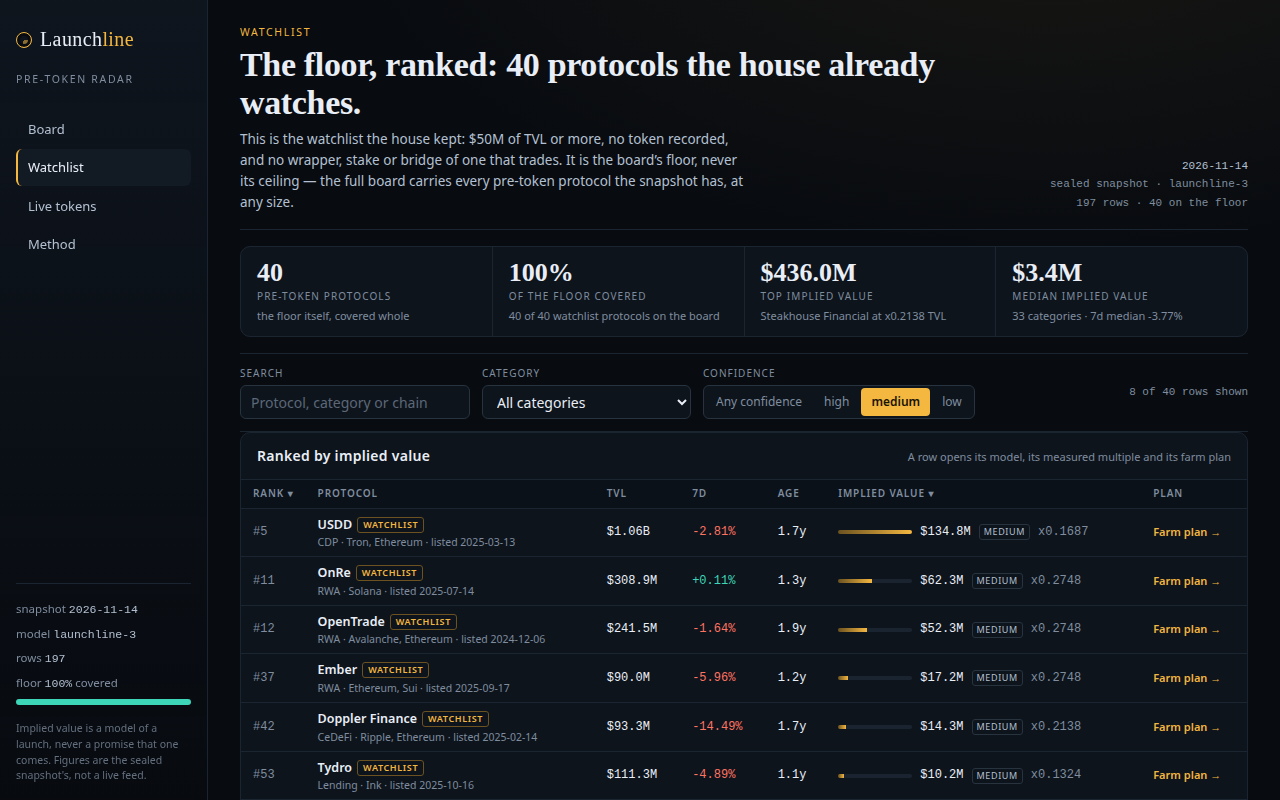 Launchline
PRE-TOKEN RADAR
Board
Watchlist
Live tokens
Method
snapshot 2026-11-14
model launchline-3
rows 197
floor 100% covered
Implied value is a model of a
launch, never a promise that one
comes. Figures are the sealed
snapshot's, not a live feed.
WATCHLIST
The floor, ranked: 40 protocols the house already
watches.
This is the watchlist the house kept: $50M of TVL or more, no token recorded,
and no wrapper, stake or bridge of one that trades. It is the board's floor, never
its ceiling — the full board carries every pre-token protocol the snapshot has, at
any size.
2026-11-14
sealed snapshot · launchline-3
197 rows · 40 on the floor
40
PRE-TOKEN PROTOCOLS
the floor itself, covered whole
100%
OF THE FLOOR COVERED
40 of 40 watchlist protocols on the board
$436.0M
TOP IMPLIED VALUE
Steakhouse Financial at x0.2138 TVL
$3.4M
MEDIAN IMPLIED VALUE
33 categories · 7d median -3.77%
SEARCH
Protocol, category or chain
CATEGORY
All categories
CONFIDENCE
Any confidence high medium low
8 of 40 rows shown
Ranked by implied value
A row opens its model, its measured multiple and its farm plan
RANK ▾ PROTOCOL TVL 7D AGE IMPLIED VALUE ▾ PLAN
#5 USDD WATCHLIST $1.06B -2.81% 1.7y $134.8M MEDIUM x0.1687 Farm plan →
CDP · Tron, Ethereum · listed 2025-03-13
#11 OnRe WATCHLIST $308.9M +0.11% 1.3y $62.3M MEDIUM x0.2748 Farm plan →
RWA · Solana · listed 2025-07-14
#12 OpenTrade WATCHLIST $241.5M -1.64% 1.9y $52.3M MEDIUM x0.2748 Farm plan →
RWA · Avalanche, Ethereum · listed 2024-12-06
#37 Ember WATCHLIST $90.0M -5.96% 1.2y $17.2M MEDIUM x0.2748 Farm plan →
RWA · Ethereum, Sui · listed 2025-09-17
#42 Doppler Finance WATCHLIST $93.3M -14.49% 1.7y $14.3M MEDIUM x0.2138 Farm plan →
CeDeFi · Ripple, Ethereum · listed 2025-02-14
#53 Tydro WATCHLIST $111.3M -4.89% 1.1y $10.2M MEDIUM x0.1324 Farm plan →
Lending · Ink · listed 2025-10-16